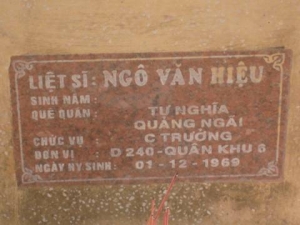 LIỆT SĨ: NGÔ VĂN HIỆU
SINH NĂM :
QUÊ QUÁN : TƯ NGHĨA
QUẢNG NGÃI
CHỨC VỤ : C TRƯỞNG
ĐƠN VỊ : D 240-QUÂN KHU 6
NGÀY HY SINH: 01-12-1969